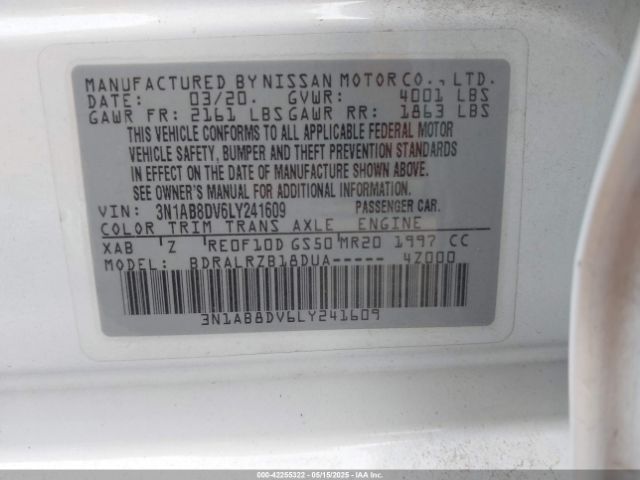 MANUFACTURED BY NISSAN MOTOR CO., LTD.
DATE: 03/20. GVWR: 4001 LBS
GAWR FR: 2161 LBS GAWR RR: 1863 LBS
THIS VEHICLE CONFORMS TO ALL APPLICABLE FEDERAL MOTOR
VEHICLE SAFETY, BUMPER AND THEFT PREVENTION STANDARDS
IN EFFECT ON THE DATE OF MANUFACTURE SHOWN ABOVE.
SEE OWNER'S MANUAL FOR ADDITIONAL INFORMATION.
VIN: 3N1AB8DV6LY241609 PASSENGER CAR.
COLOR TRIM TRANS AXLE ENGINE
XAB Z RE0F10D GS50 MR20 1997 CC
MODEL: BDRALRZB18DUA----- 4Z000
3N1AB8DV6LY241609
000-42255322 - 05/15/2025 - © IAA Holdings, LLC